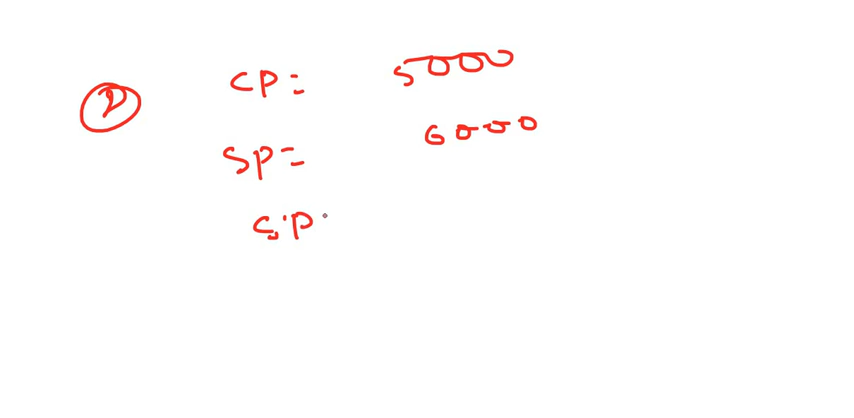 P CP = 5000
SP = 6000
S.P